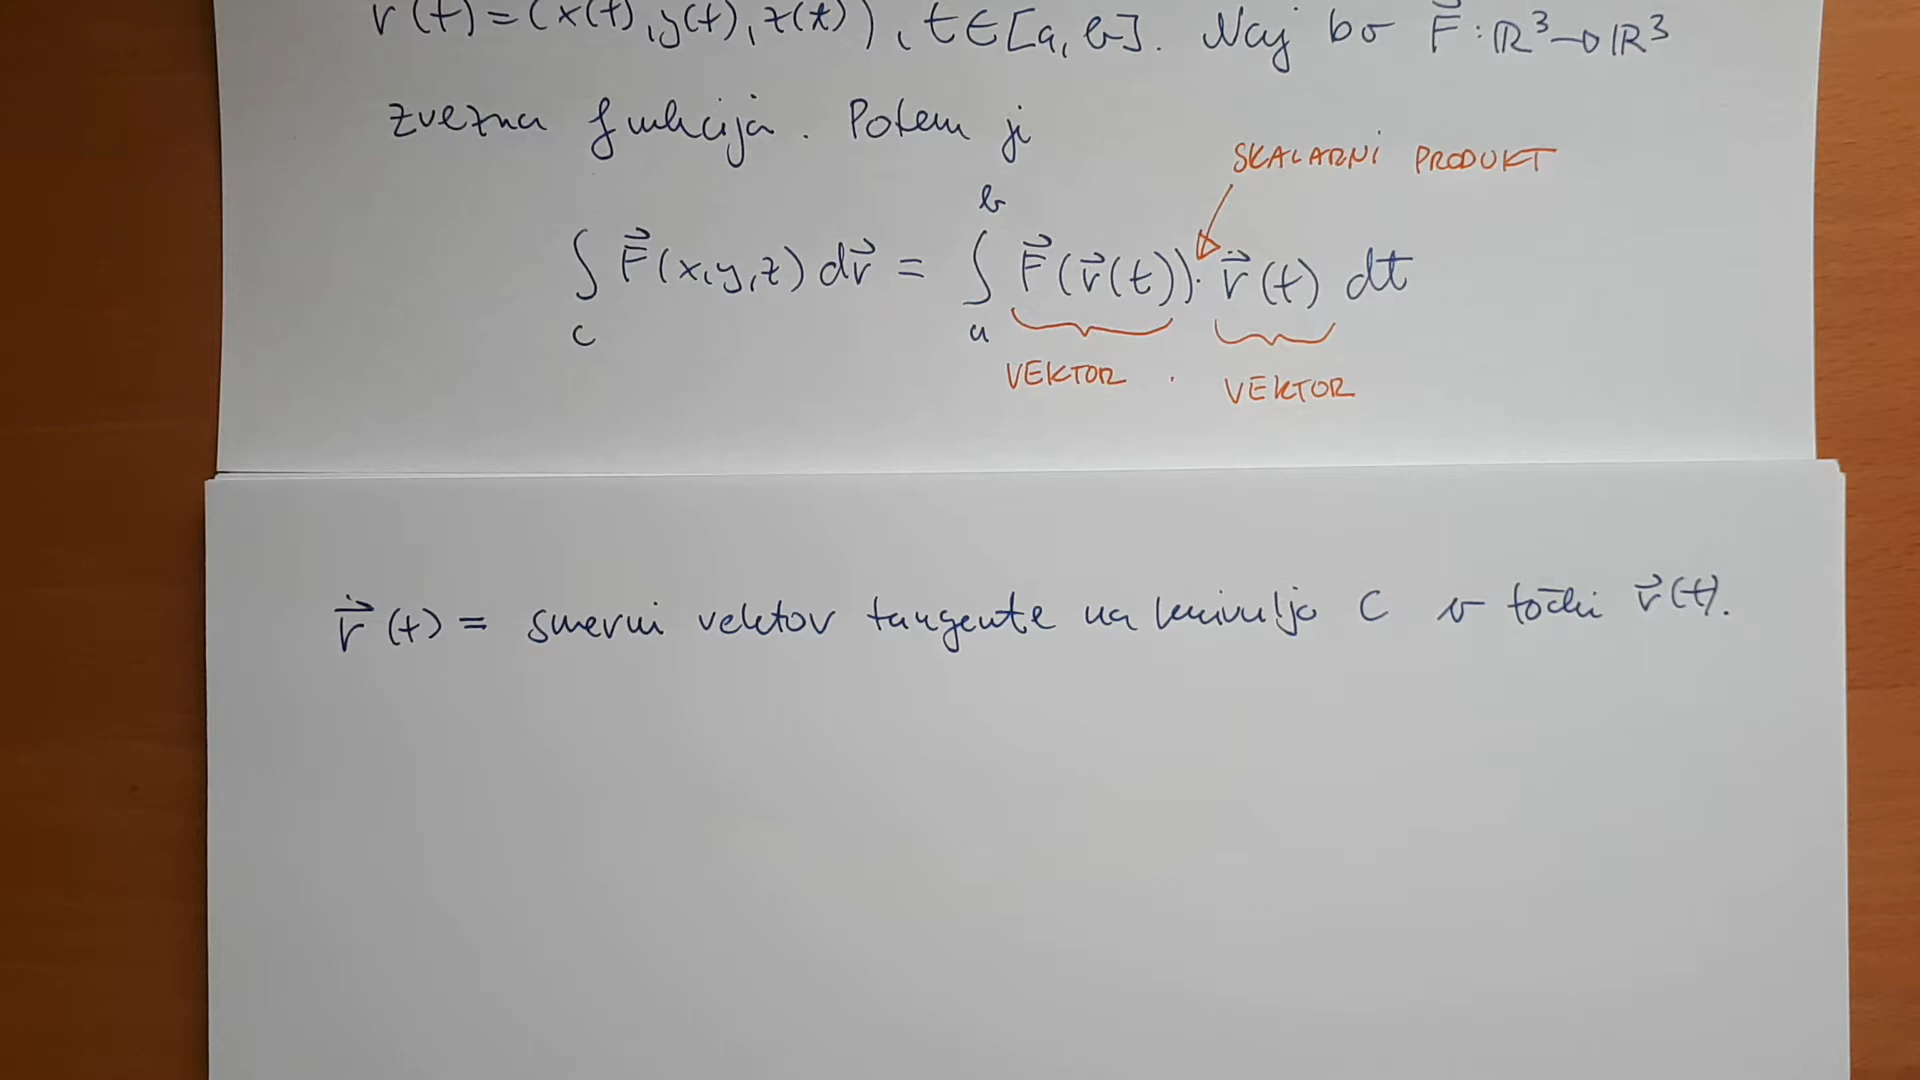 r(t)=(x(t),y(t),z(t)), t∈[a,b]. Naj bo F⃗:ℝ³→ℝ³
zvezna funkcija. Potem je
SKALARNI PRODUKT
∫_C F⃗(x,y,z) dr⃗ = ∫_a^b F⃗(r⃗(t))· ṙ⃗(t) dt
VEKTOR · VEKTOR
ṙ⃗(t) = smerni vektor tangente na krivuljo C v točki r⃗(t).